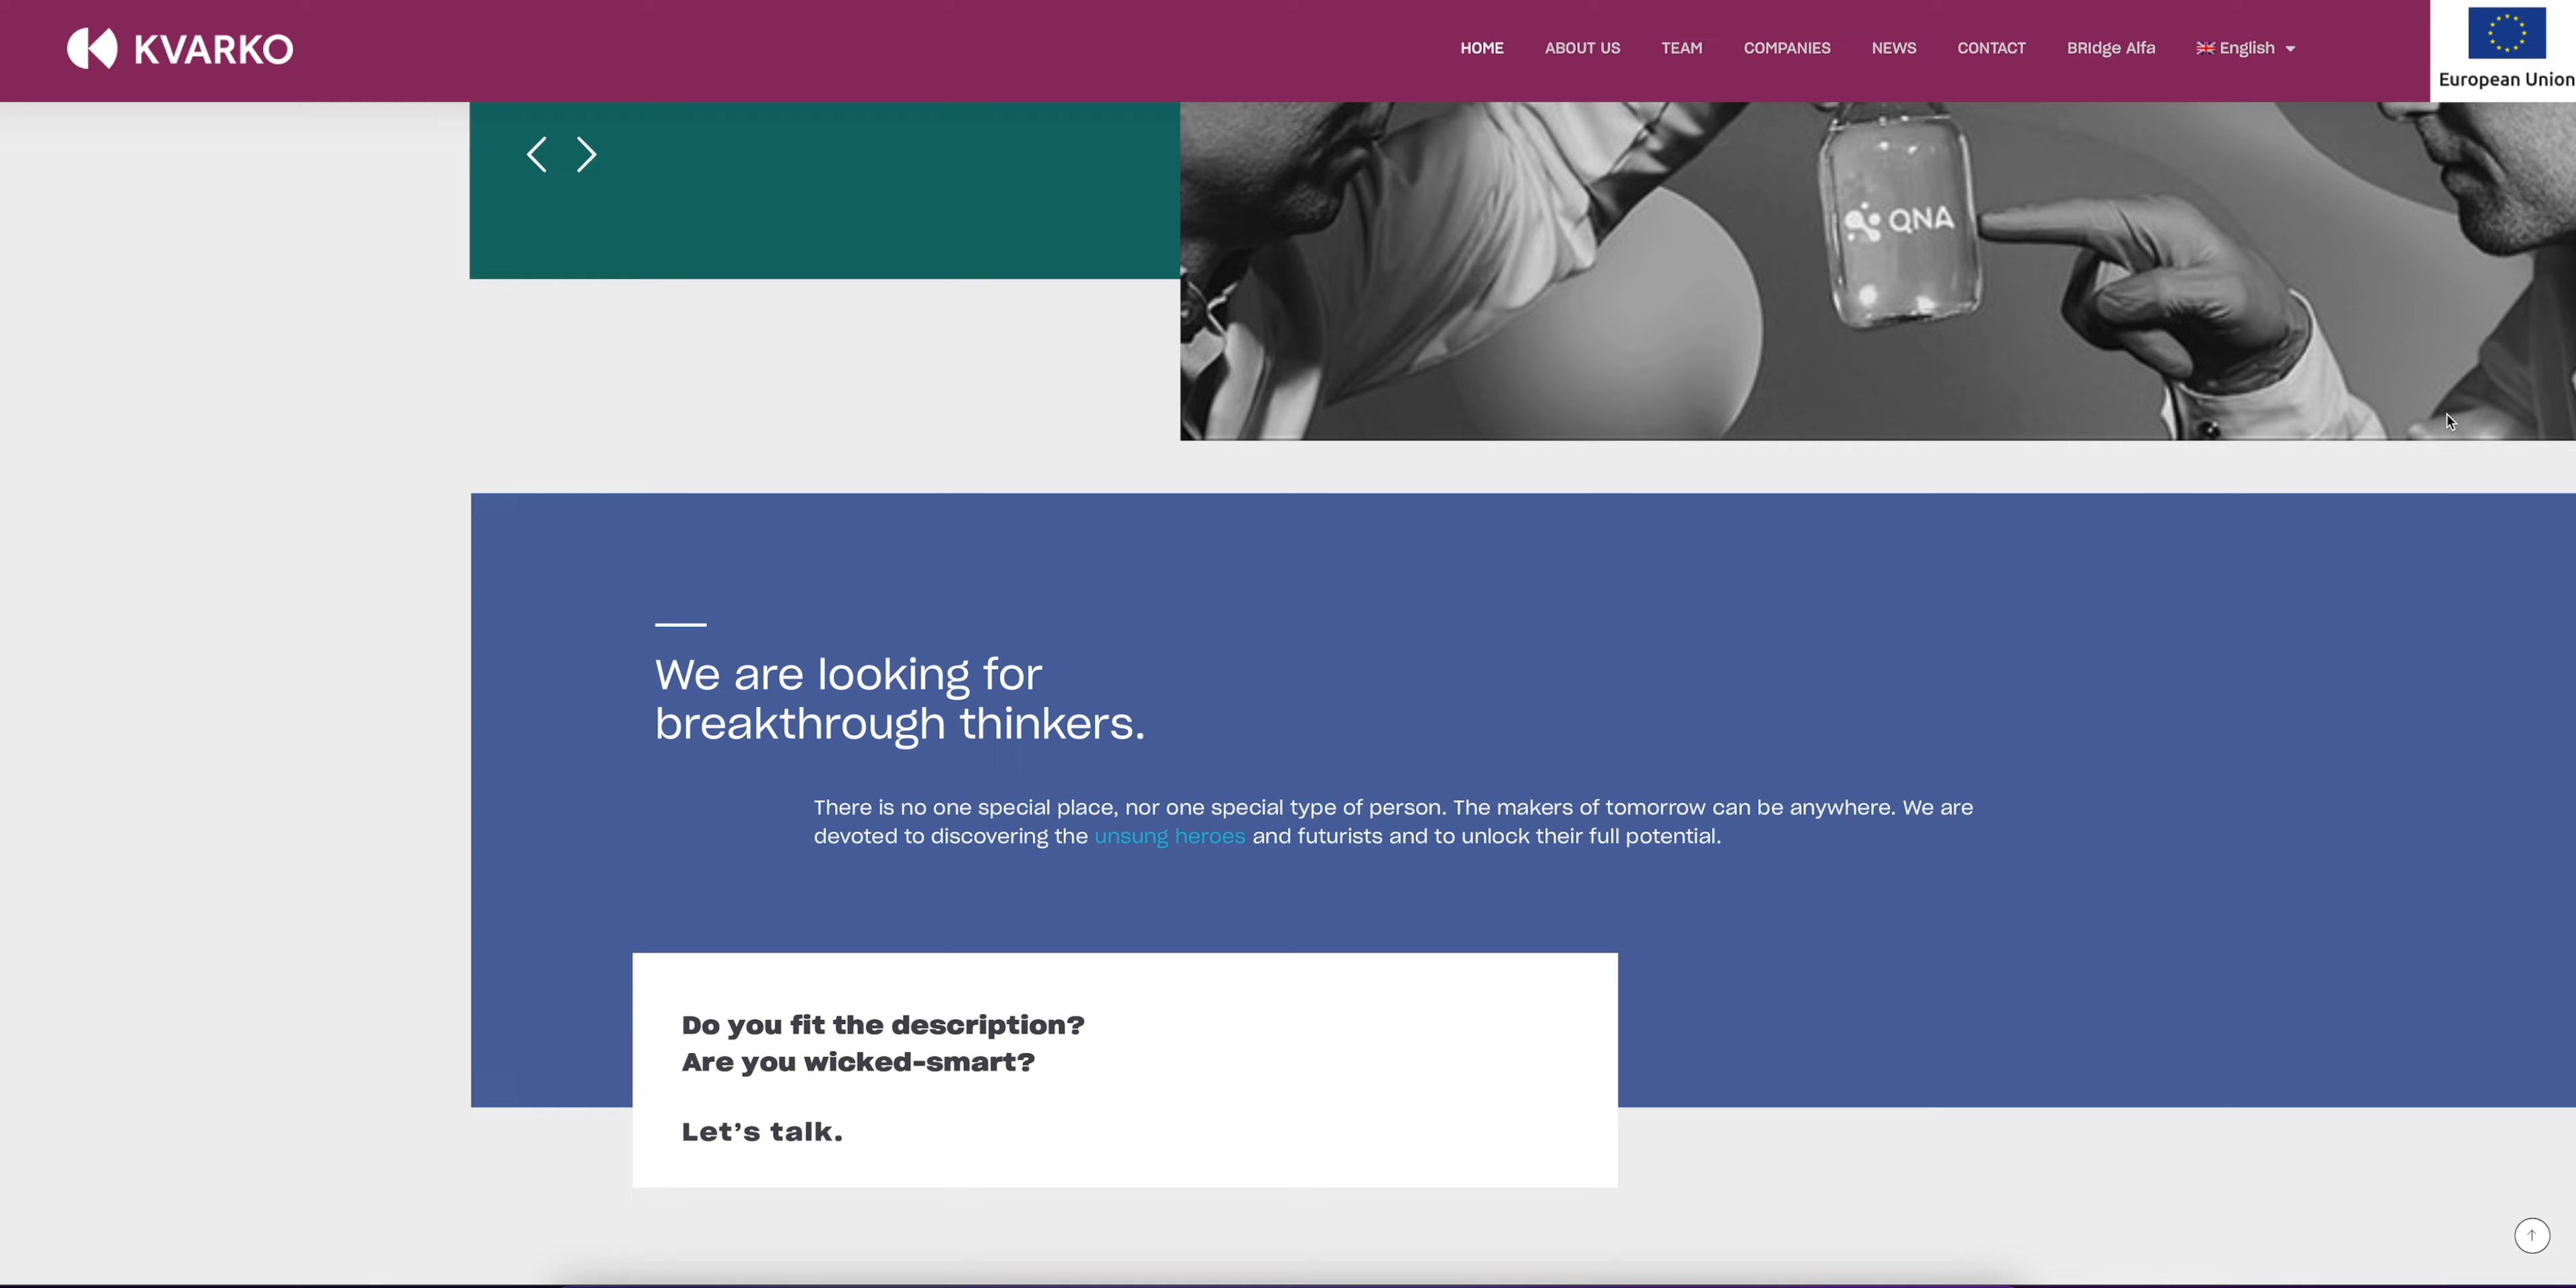 KVARKO
HOME ABOUT US TEAM COMPANIES NEWS CONTACT BRIdge Alfa English
European Union
QNA
We are looking for
breakthrough thinkers.
There is no one special place, nor one special type of person. The makers of tomorrow can be anywhere. We are
devoted to discovering the unsung heroes and futurists and to unlock their full potential.
Do you fit the description?
Are you wicked-smart?
Let’s talk.